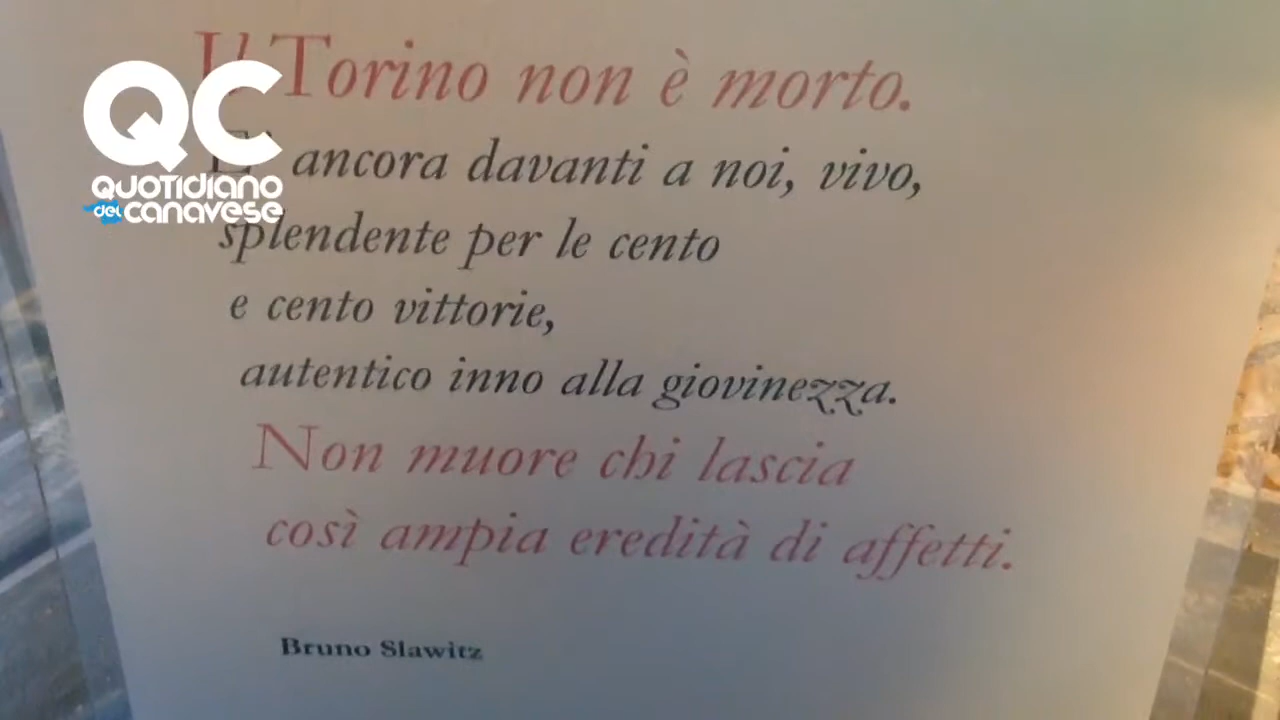 Il Torino non è morto.
E' ancora davanti a noi, vivo,
splendente per le cento
e cento vittorie,
autentico inno alla giovinezza.
Non muore chi lascia
così ampia eredità di affetti.
Bruno Slawitz
QC
QUOTIDIANO
del CANAVESE